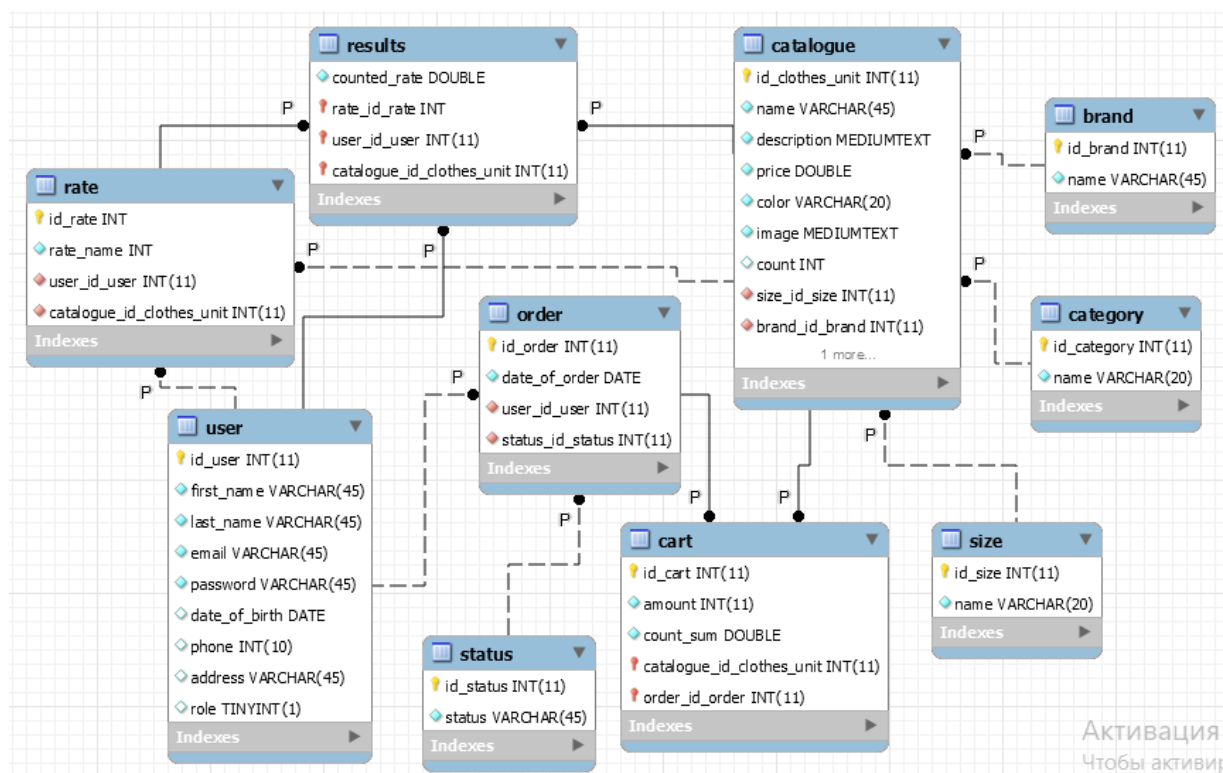 results
counted_rate DOUBLE
rate_id_rate INT
user_id_user INT(11)
catalogue_id_clothes_unit INT(11)
Indexes
catalogue
id_clothes_unit INT(11)
name VARCHAR(45)
description MEDIUMTEXT
price DOUBLE
color VARCHAR(20)
image MEDIUMTEXT
count INT
size_id_size INT(11)
brand_id_brand INT(11)
1 more...
Indexes
brand
id_brand INT(11)
name VARCHAR(45)
Indexes
rate
id_rate INT
rate_name INT
user_id_user INT(11)
catalogue_id_clothes_unit INT(11)
Indexes
order
id_order INT(11)
date_of_order DATE
user_id_user INT(11)
status_id_status INT(11)
Indexes
category
id_category INT(11)
name VARCHAR(20)
Indexes
user
id_user INT(11)
first_name VARCHAR(45)
last_name VARCHAR(45)
email VARCHAR(45)
password VARCHAR(45)
date_of_birth DATE
phone INT(10)
address VARCHAR(45)
role TINYINT(1)
Indexes
status
id_status INT(11)
status VARCHAR(45)
Indexes
cart
id_cart INT(11)
amount INT(11)
count_sum DOUBLE
catalogue_id_clothes_unit INT(11)
order_id_order INT(11)
Indexes
size
id_size INT(11)
name VARCHAR(20)
Indexes
P
P
P
P
P
P
P
P
P
P
P
P
Активация
Чтобы активир